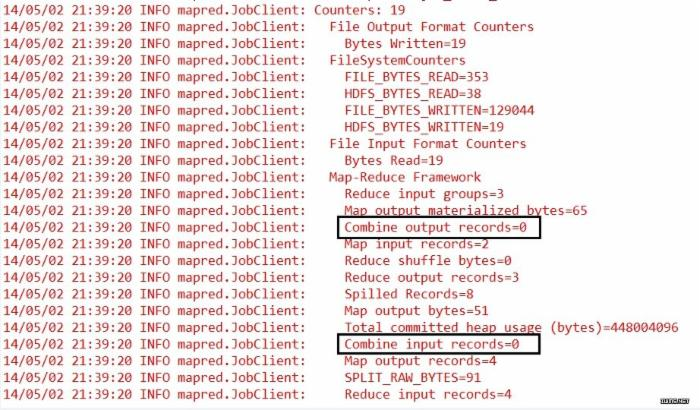 14/05/02 21:39:20 INFO mapred.JobClient: Counters: 19
14/05/02 21:39:20 INFO mapred.JobClient:   File Output Format Counters
14/05/02 21:39:20 INFO mapred.JobClient:     Bytes Written=19
14/05/02 21:39:20 INFO mapred.JobClient:   FileSystemCounters
14/05/02 21:39:20 INFO mapred.JobClient:     FILE_BYTES_READ=353
14/05/02 21:39:20 INFO mapred.JobClient:     HDFS_BYTES_READ=38
14/05/02 21:39:20 INFO mapred.JobClient:     FILE_BYTES_WRITTEN=129044
14/05/02 21:39:20 INFO mapred.JobClient:     HDFS_BYTES_WRITTEN=19
14/05/02 21:39:20 INFO mapred.JobClient:   File Input Format Counters
14/05/02 21:39:20 INFO mapred.JobClient:     Bytes Read=19
14/05/02 21:39:20 INFO mapred.JobClient:   Map-Reduce Framework
14/05/02 21:39:20 INFO mapred.JobClient:     Reduce input groups=3
14/05/02 21:39:20 INFO mapred.JobClient:     Map output materialized bytes=65
14/05/02 21:39:20 INFO mapred.JobClient:     Combine output records=0
14/05/02 21:39:20 INFO mapred.JobClient:     Map input records=2
14/05/02 21:39:20 INFO mapred.JobClient:     Reduce shuffle bytes=0
14/05/02 21:39:20 INFO mapred.JobClient:     Reduce output records=3
14/05/02 21:39:20 INFO mapred.JobClient:     Spilled Records=8
14/05/02 21:39:20 INFO mapred.JobClient:     Map output bytes=51
14/05/02 21:39:20 INFO mapred.JobClient:     Total committed heap usage (bytes)=448004096
14/05/02 21:39:20 INFO mapred.JobClient:     Combine input records=0
14/05/02 21:39:20 INFO mapred.JobClient:     Map output records=4
14/05/02 21:39:20 INFO mapred.JobClient:     SPLIT_RAW_BYTES=91
14/05/02 21:39:20 INFO mapred.JobClient:     Reduce input records=4